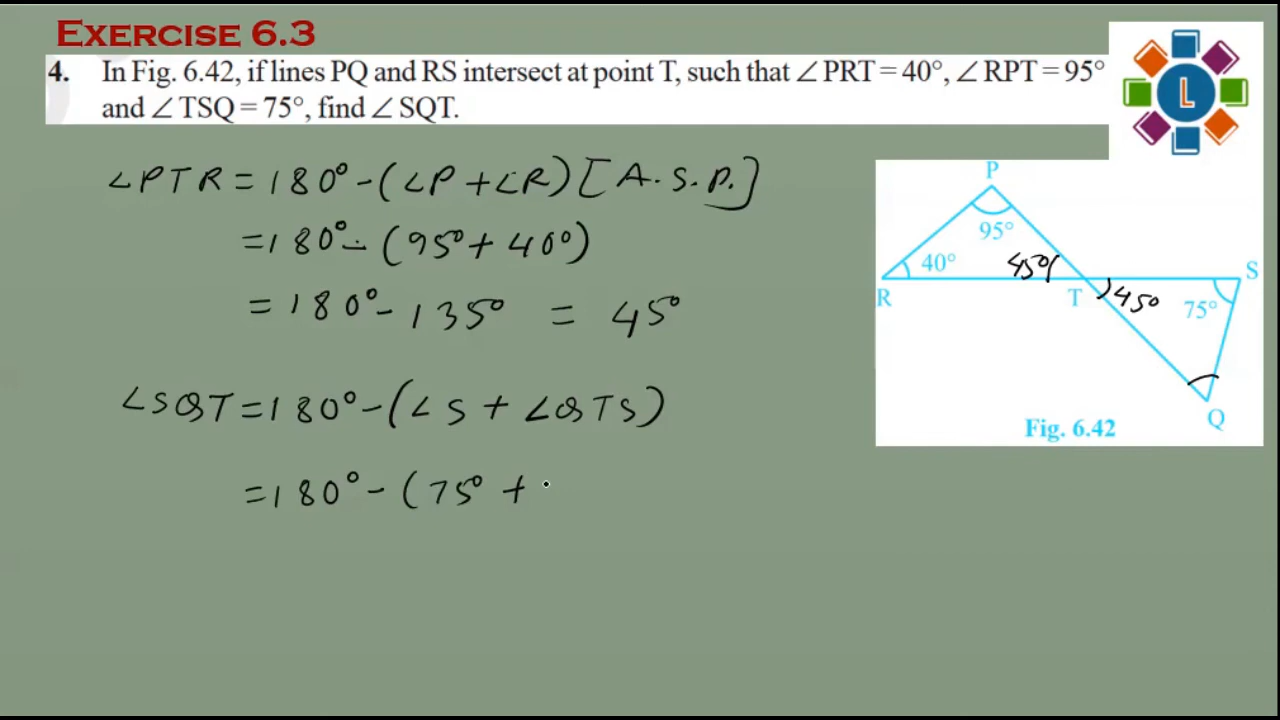 EXERCISE 6.3
4. In Fig. 6.42, if lines PQ and RS intersect at point T, such that ∠PRT = 40°, ∠RPT = 95°
and ∠TSQ = 75°, find ∠SQT.
L
∠PTR = 180° - (∠P + ∠R) [A.S.P.]
= 180° - (95° + 40°)
= 180° - 135° = 45°
∠SQT = 180° - (∠S + ∠QTS)
= 180° - (75° +
P
95°
40°
45°
R
T
45°
S
75°
Q
Fig. 6.42